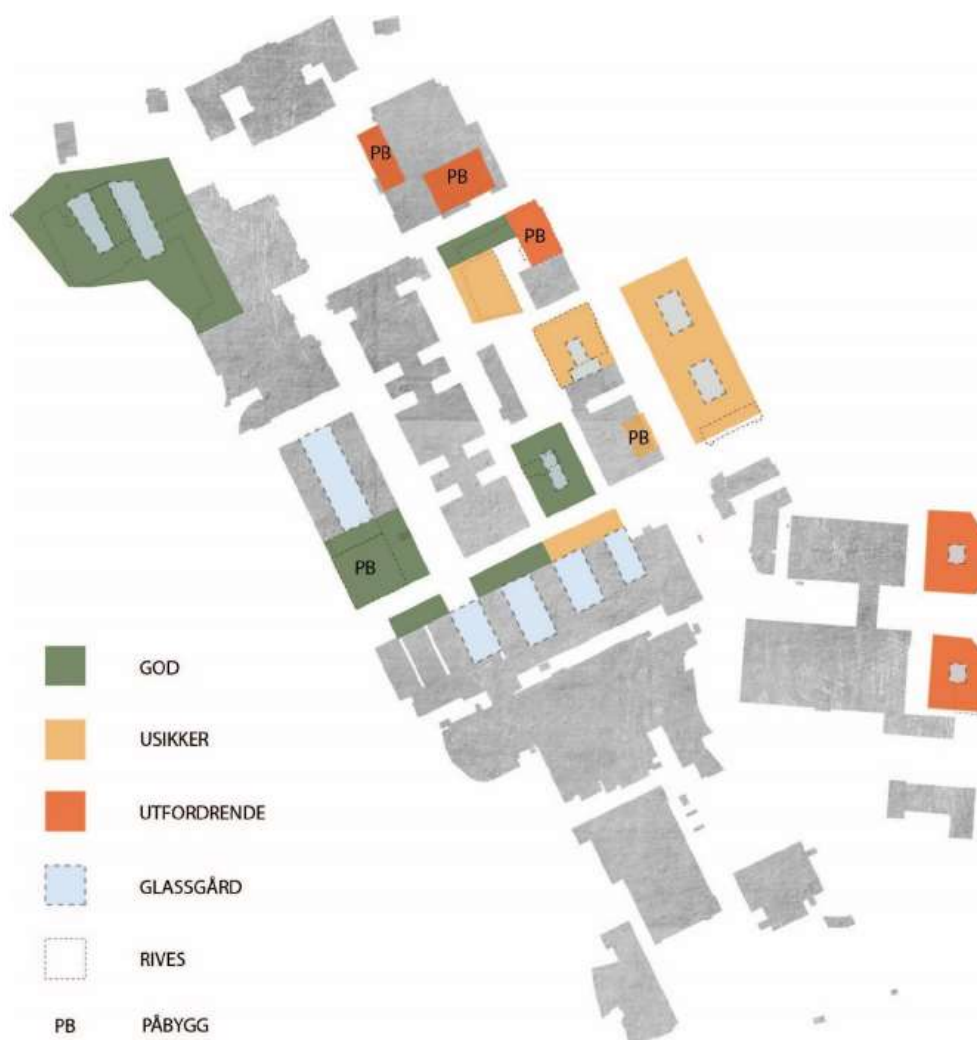 PB
PB
PB
PB
PB
GOD
USIKKER
UTFORDRENDE
GLASSGÅRD
RIVES
PB PÅBYGG